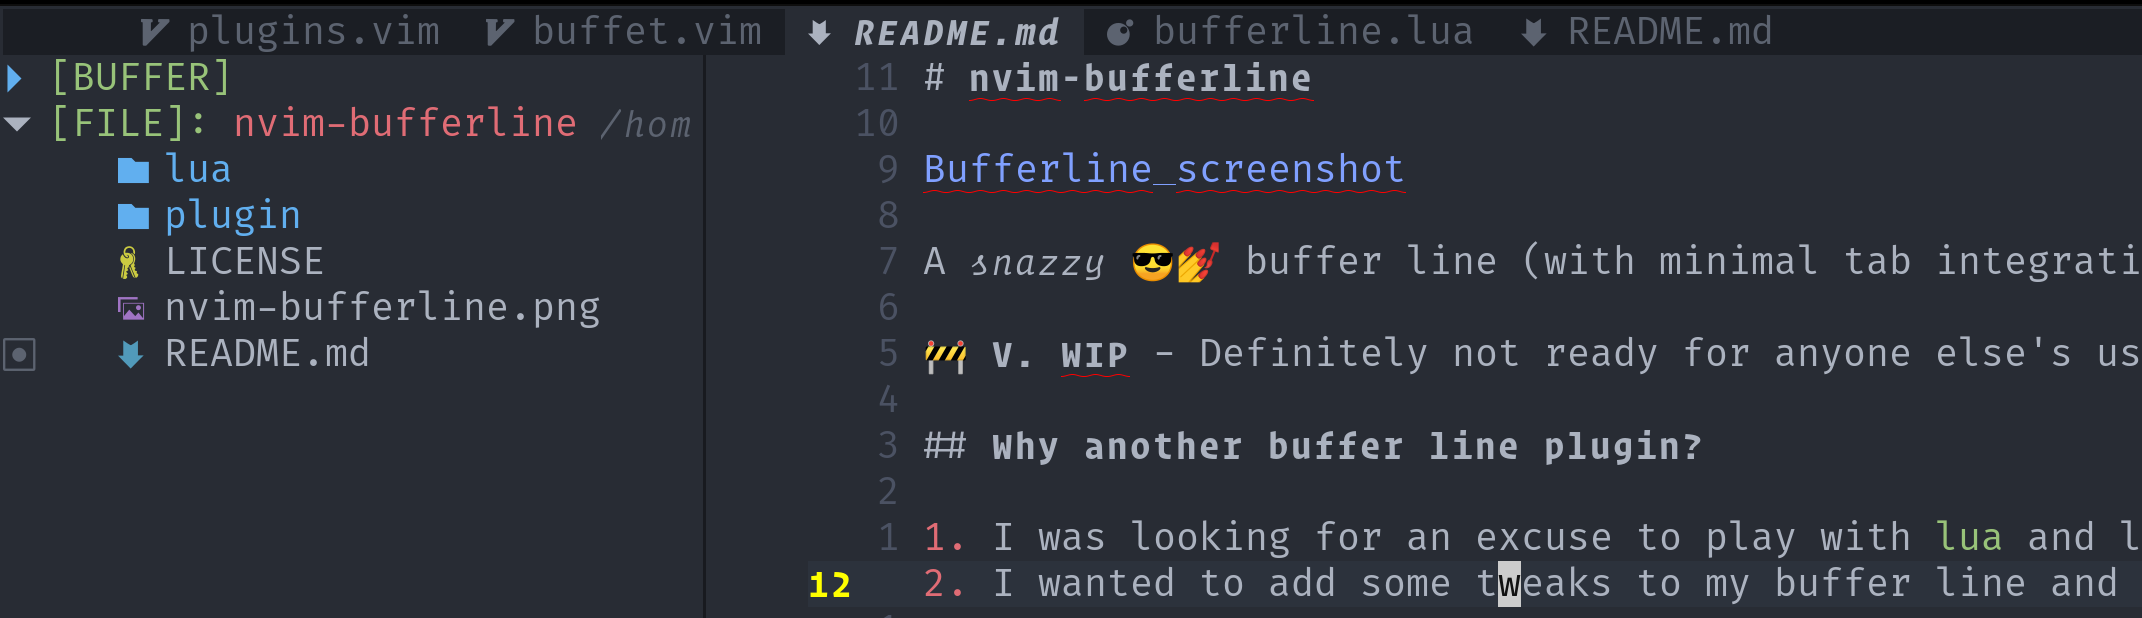 plugins.vim buffet.vim README.md bufferline.lua README.md
[BUFFER]
[FILE]: nvim-bufferline /hom
lua
plugin
LICENSE
nvim-bufferline.png
README.md
11 # nvim-bufferline
10
9 Bufferline_screenshot
8
7 A snazzy 😎💅 buffer line (with minimal tab integrati
6
5 🚧 V. WIP - Definitely not ready for anyone else's us
4
3 ## Why another buffer line plugin?
2
1 1. I was looking for an excuse to play with lua and l
12 2. I wanted to add some tweaks to my buffer line and